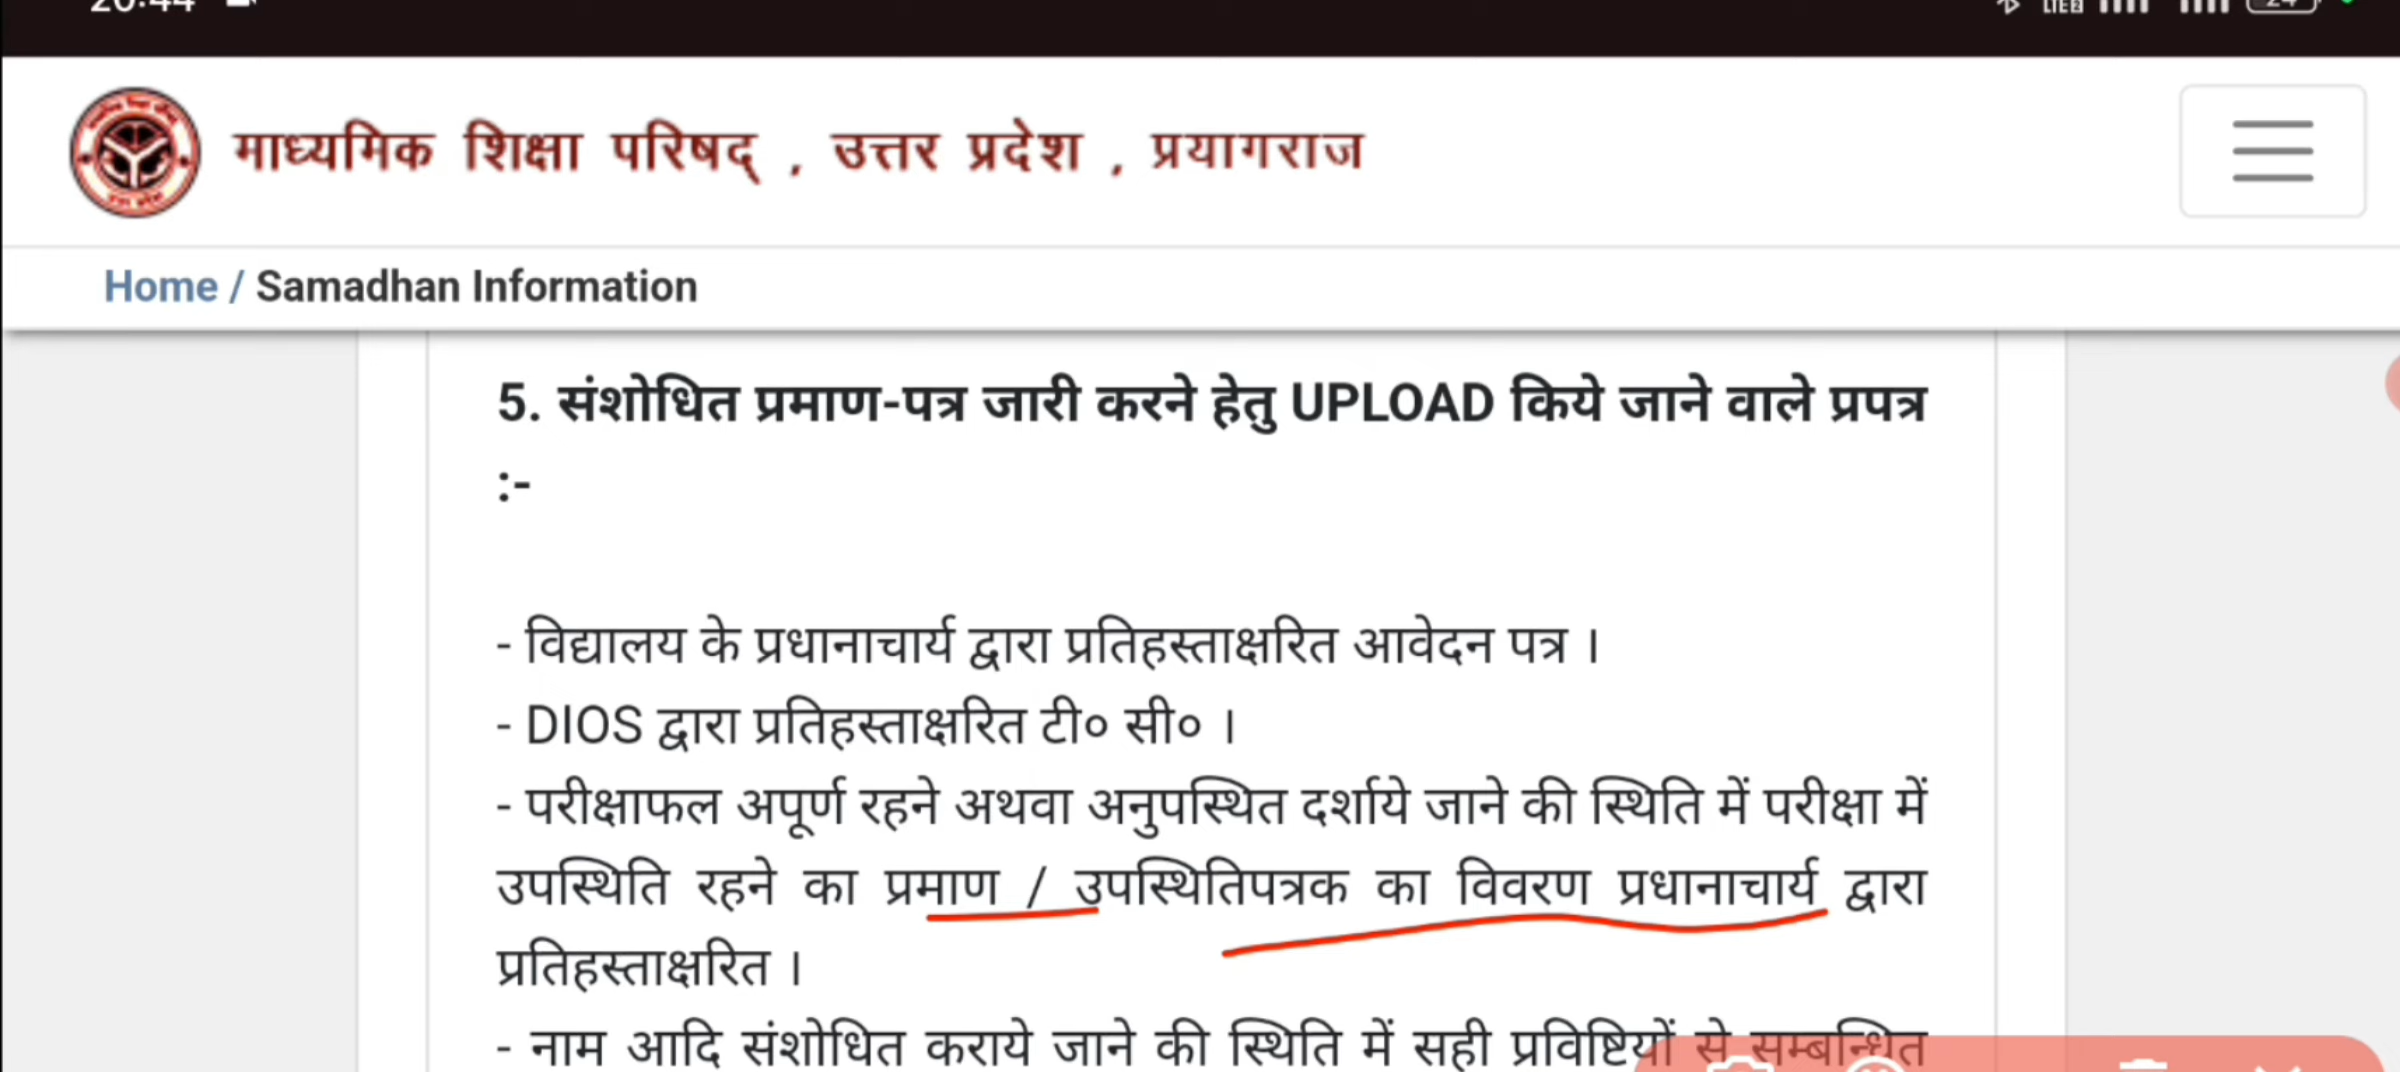 माध्यमिक शिक्षा परिषद् , उत्तर प्रदेश , प्रयागराज
Home / Samadhan Information
5. संशोधित प्रमाण-पत्र जारी करने हेतु UPLOAD किये जाने वाले प्रपत्र
:-
- विद्यालय के प्रधानाचार्य द्वारा प्रतिहस्ताक्षरित आवेदन पत्र ।
- DIOS द्वारा प्रतिहस्ताक्षरित टी० सी० ।
- परीक्षाफल अपूर्ण रहने अथवा अनुपस्थित दर्शाये जाने की स्थिति में परीक्षा में
उपस्थिति रहने का प्रमाण / उपस्थितिपत्रक का विवरण प्रधानाचार्य द्वारा
प्रतिहस्ताक्षरित ।
- नाम आदि संशोधित कराये जाने की स्थिति में सही प्रविष्टियों से सम्बन्धित